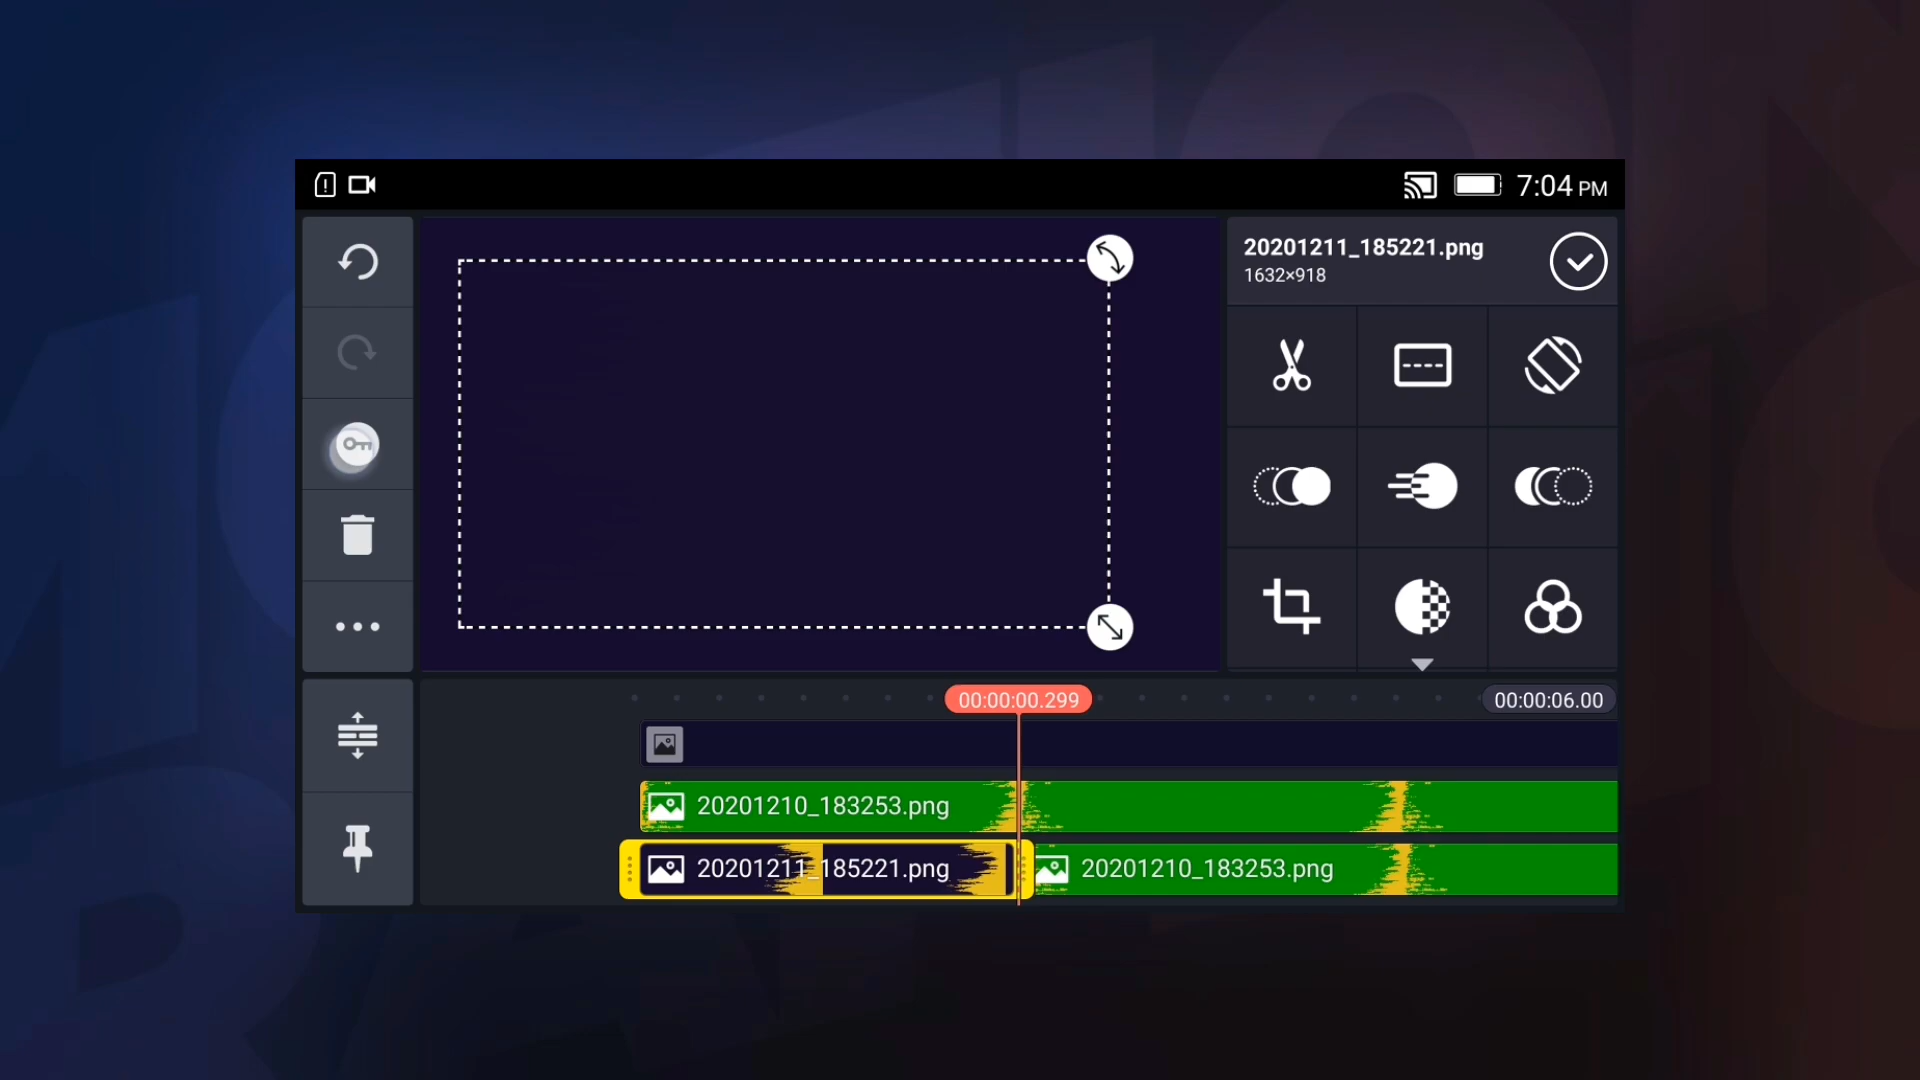 7:04 PM
20201211_185221.png
1632×918
00:00:00.299
00:00:06.00
20201210_183253.png
20201211_185221.png
20201210_183253.png